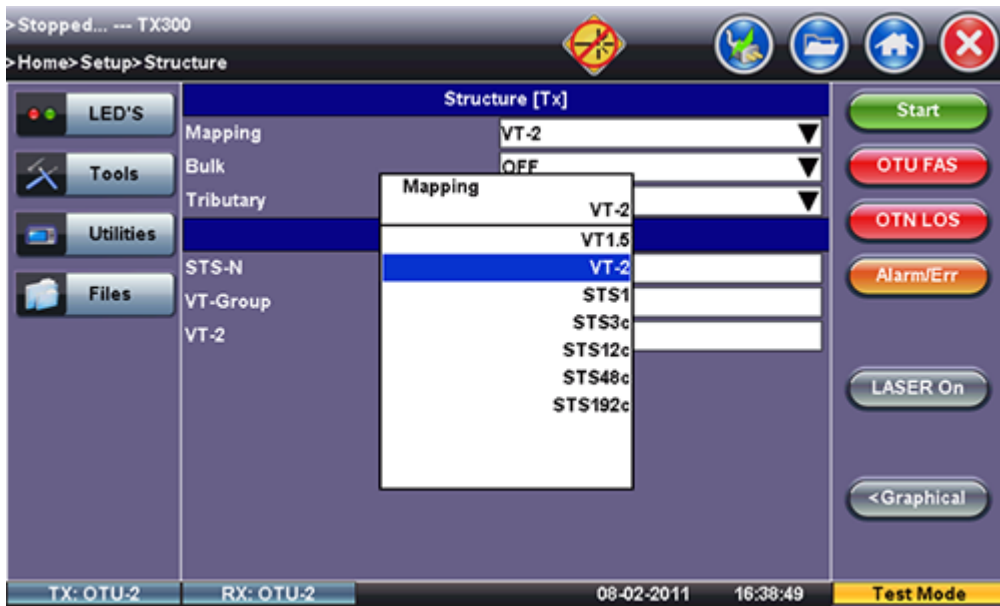 >Stopped... --- TX300
>Home>Setup>Structure
LED'S
Tools
Utilities
Files
Structure [Tx]
Mapping VT-2
Bulk OFF
Tributary
STS-N
VT-Group
VT-2
Mapping
VT-2
VT1.5
VT-2
STS1
STS3c
STS12c
STS48c
STS192c
Start
OTU FAS
OTN LOS
Alarm/Err
LASER On
<Graphical
TX: OTU-2 RX: OTU-2 08-02-2011 16:38:49 Test Mode